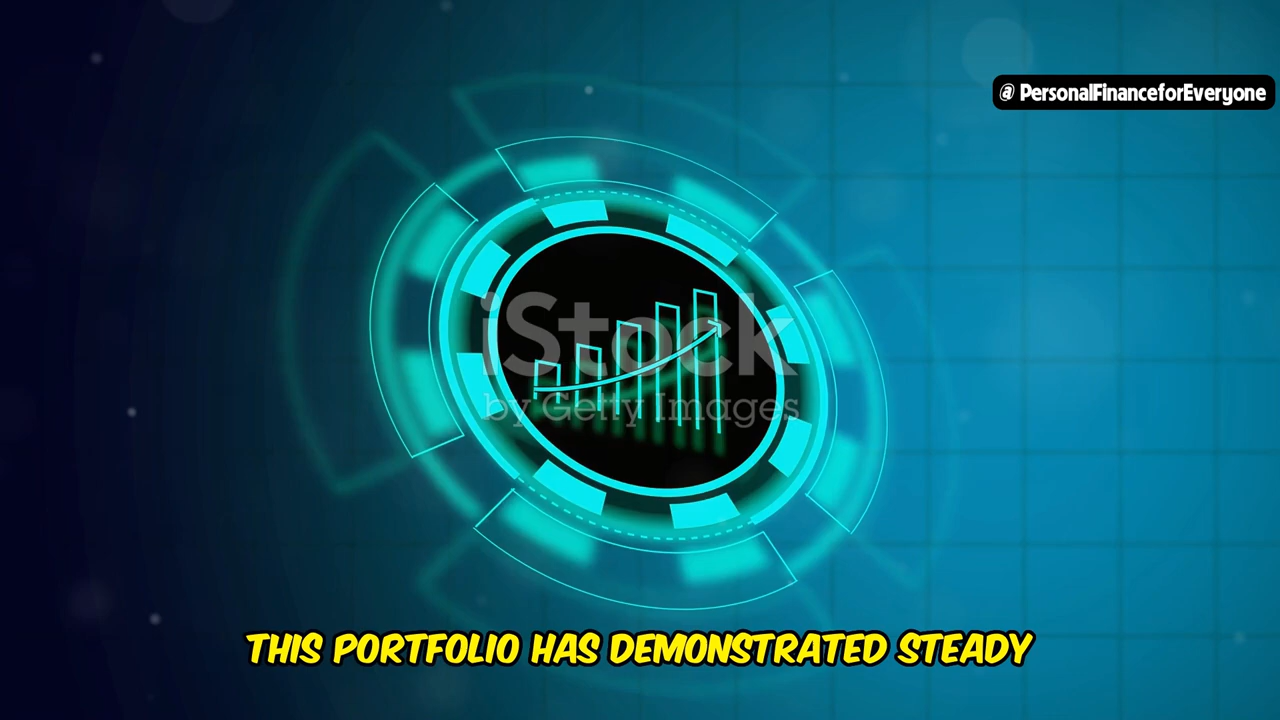 @ PersonalFinanceforEveryone
iStock
by Getty Images
THIS PORTFOLIO HAS DEMONSTRATED STEADY